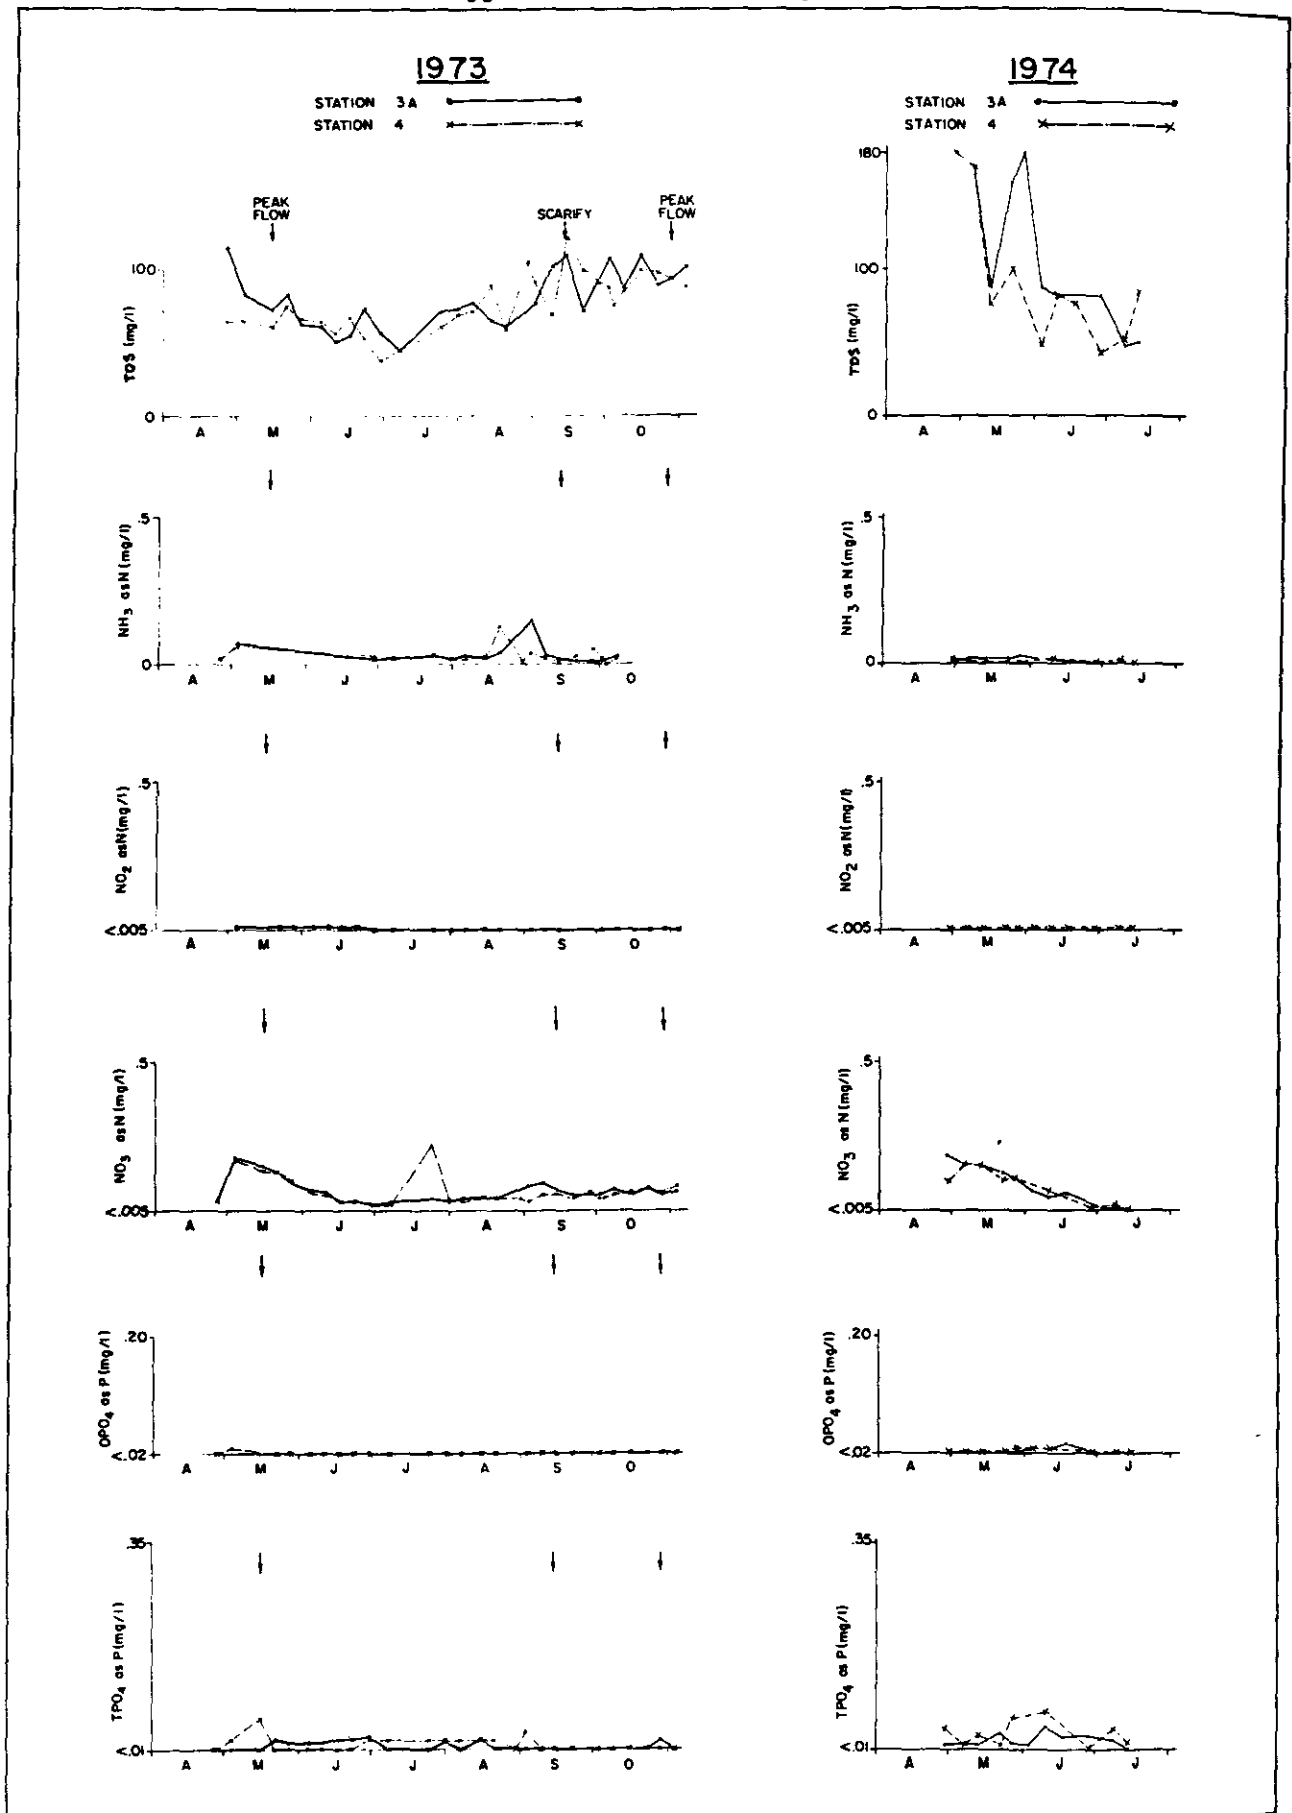 1973
STATION 3A
STATION 4
PEAK FLOW
SCARIFY
PEAK FLOW
TDS (mg/l)
100
0
A M J J A S O
NH3 as N (mg/l)
.5
0
A M J J A S O
NO2 as N (mg/l)
.5
<.005
A M J J A S O
NO3 as N (mg/l)
.5
<.005
A M J J A S O
OPO4 as P (mg/l)
.20
<.02
A M J J A S O
TPO4 as P (mg/l)
.35
<.01
A M J J A S O
1974
STATION 3A
STATION 4
TDS (mg/l)
180
100
0
A M J J
NH3 as N (mg/l)
.5
0
A M J J
NO2 as N (mg/l)
.5
<.005
A M J J
NO3 as N (mg/l)
.5
<.005
A M J J
OPO4 as P (mg/l)
.20
<.02
A M J J
TPO4 as P (mg/l)
.35
<.01
A M J J